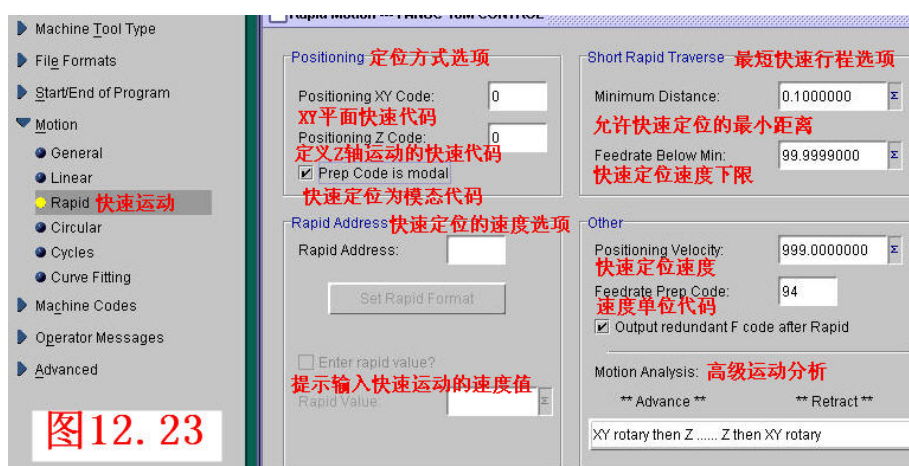 Machine Tool Type
File Formats
Start/End of Program
Motion
General
Linear
Rapid 快速运动
Circular
Cycles
Curve Fitting
Machine Codes
Operator Messages
Advanced
图12.23
Rapid Motion --- FANUC 16M CONTROL
Positioning 定位方式选项
Positioning XY Code: 0
XY平面快速代码
Positioning Z Code: 0
定义Z轴运动的快速代码
Prep Code is modal
快速定位为模态代码
Rapid Address 快速定位的速度选项
Rapid Address:
Set Rapid Format
Enter rapid value?
提示输入快速运动的速度值
Rapid Value:
Short Rapid Traverse 最短快速行程选项
Minimum Distance: 0.1000000 Σ
允许快速定位的最小距离
Feedrate Below Min: 99.9999000 Σ
快速定位速度下限
Other
Positioning Velocity: 999.0000000 Σ
快速定位速度
Feedrate Prep Code: 94
速度单位代码
Output redundant F code after Rapid
Motion Analysis: 高级运动分析
** Advance ** ** Retract **
XY rotary then Z ...... Z then XY rotary